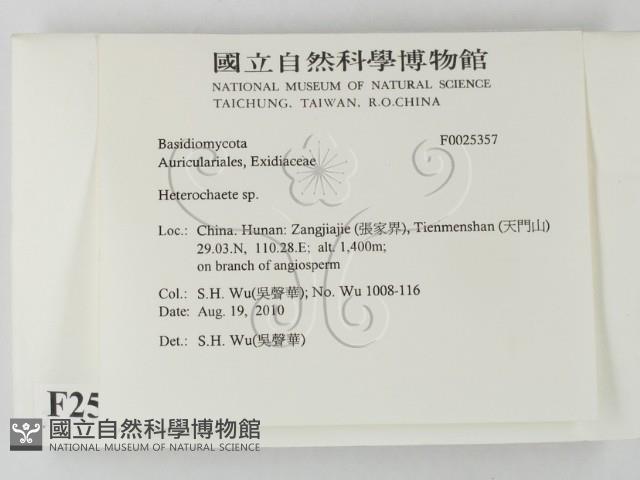 國立自然科學博物館
NATIONAL MUSEUM OF NATURAL SCIENCE
TAICHUNG, TAIWAN, R.O.CHINA
Basidiomycota F0025357
Auriculariales, Exidiaceae
Heterochaete sp.
Loc.: China. Hunan: Zangjiajie (張家界), Tienmenshan (天門山)
29.03.N, 110.28.E; alt. 1,400m;
on branch of angiosperm
Col.: S.H. Wu(吳聲華); No. Wu 1008-116
Date: Aug. 19, 2010
Det.: S.H. Wu(吳聲華)
F25
國立自然科學博物館
NATIONAL MUSEUM OF NATURAL SCIENCE